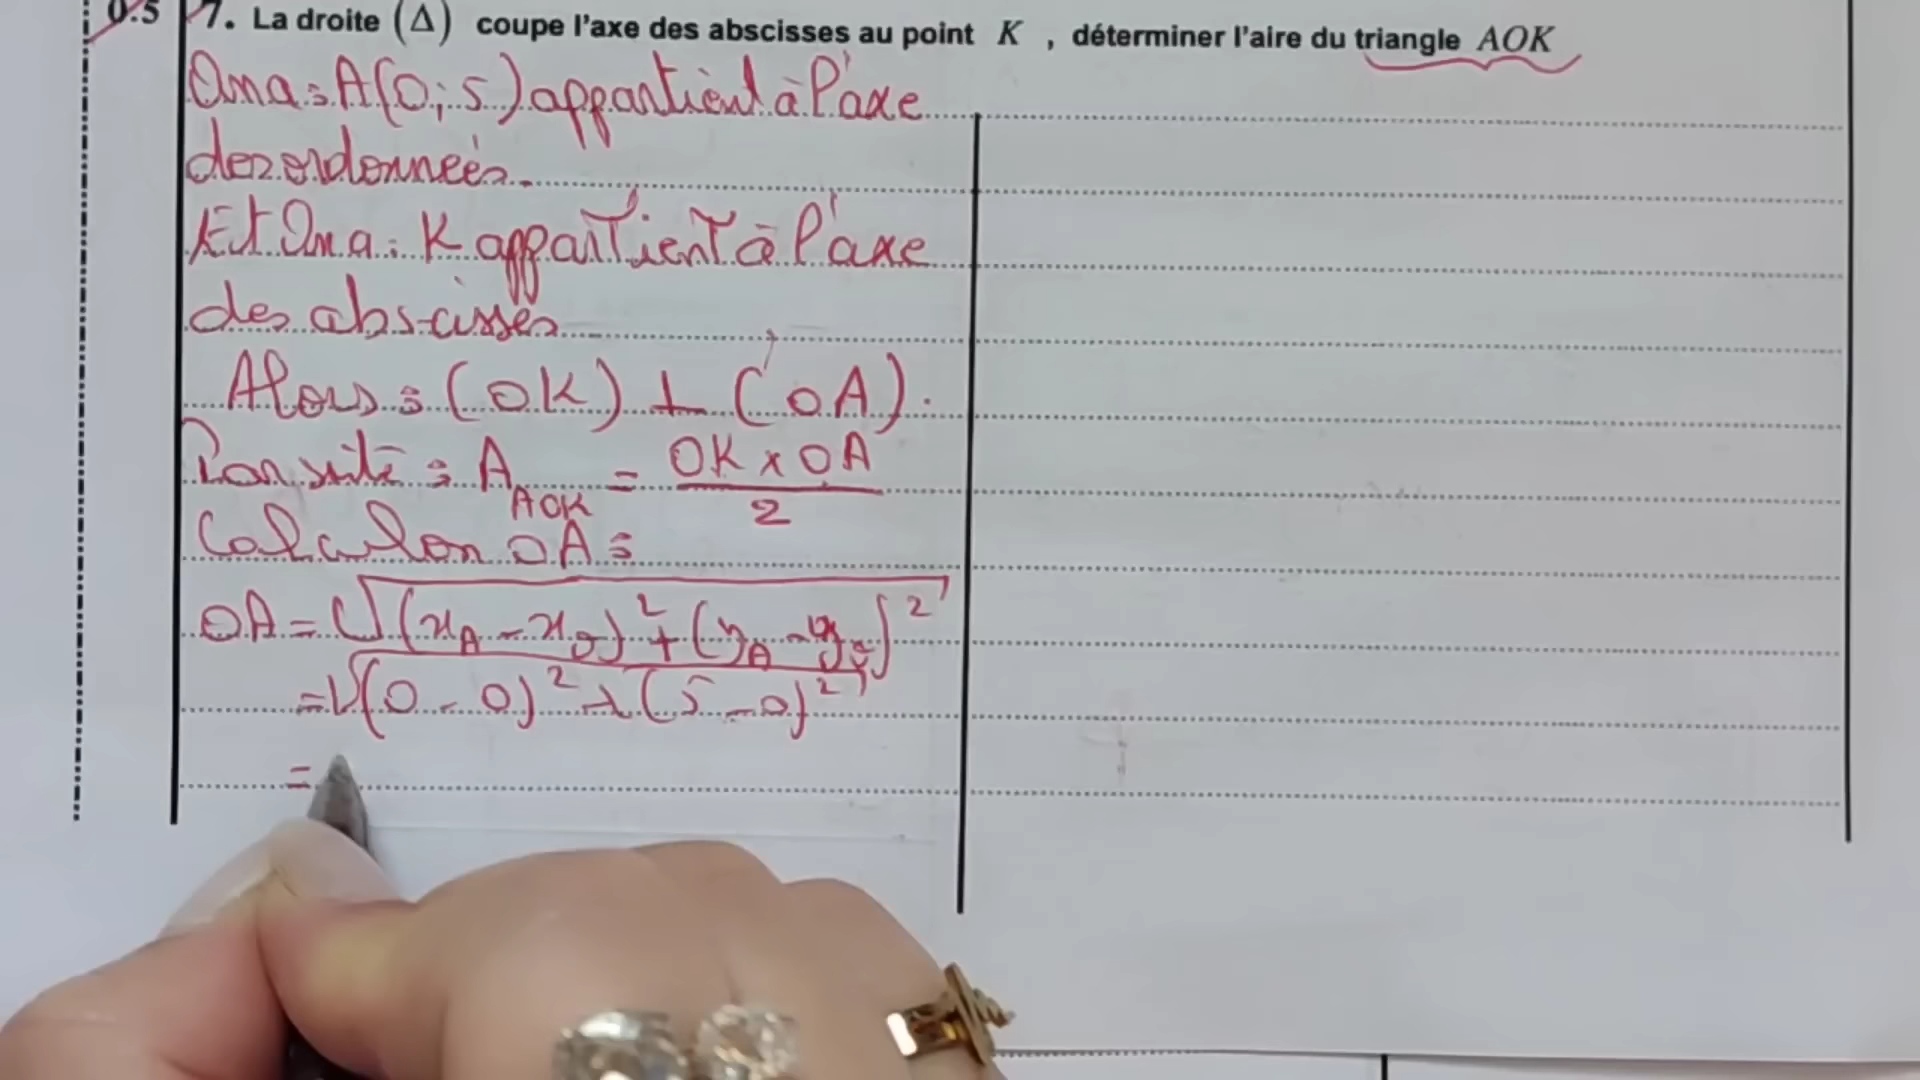 0.5 7. La droite (Δ) coupe l'axe des abscisses au point K , déterminer l'aire du triangle AOK
On a : A(0 ; 5) appartient à l'axe
des ordonnées.
Et On a : K appartient à l'axe
des abscisses
Alors : (OK) ⊥ (OA).
Par suite : A_AOK = (OK × OA)/2
Calculon OA :
OA = √((x_A - x_O)² + (y_A - y_O)²)
= √((0 - 0)² + (5 - 0)²)
=